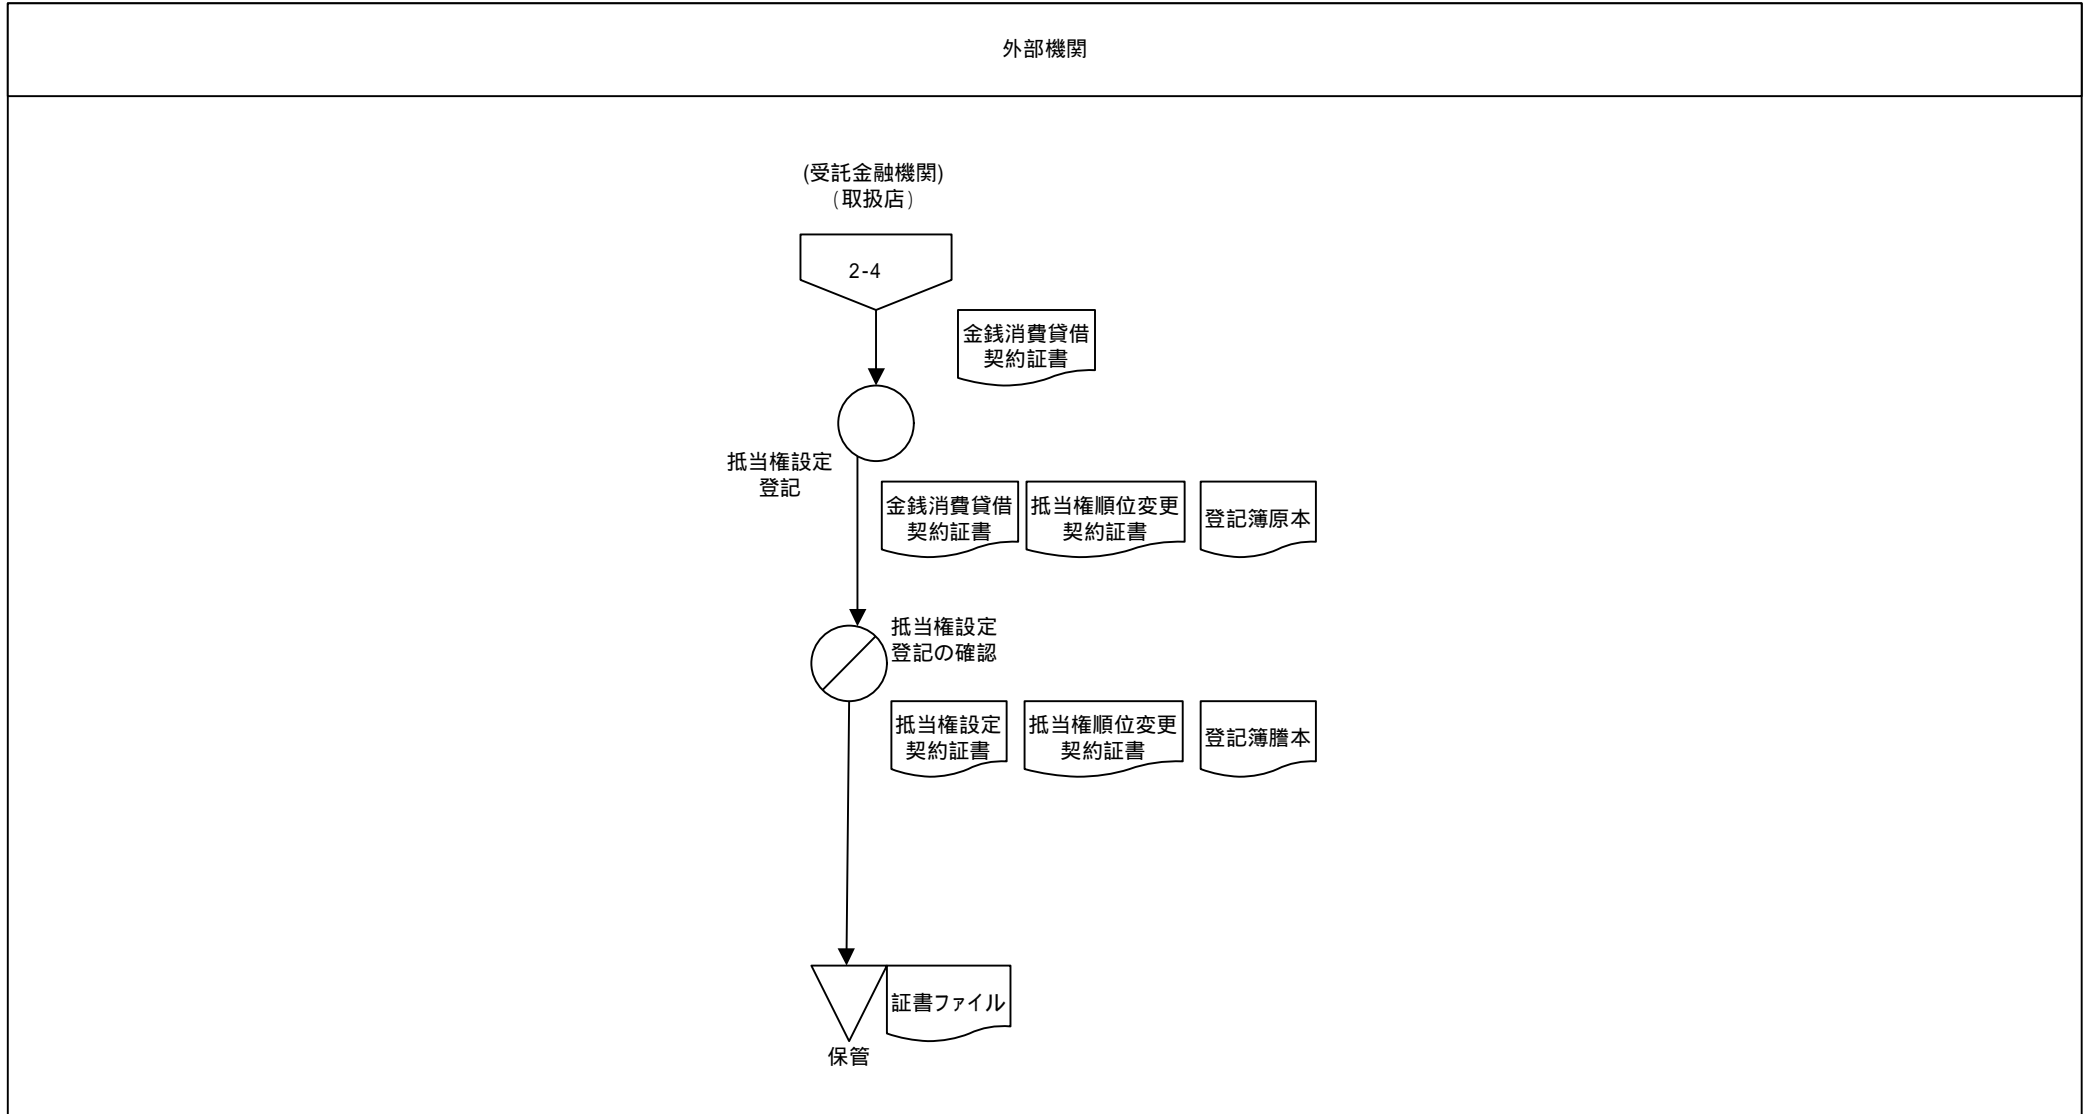 外部機関
(受託金融機関)
(取扱店)
2-4
金銭消費貸借
契約証書
抵当権設定
登記
金銭消費貸借
契約証書
抵当権順位変更
契約証書
登記簿原本
抵当権設定
登記の確認
抵当権設定
契約証書
抵当権順位変更
契約証書
登記簿謄本
証書ファイル
保管